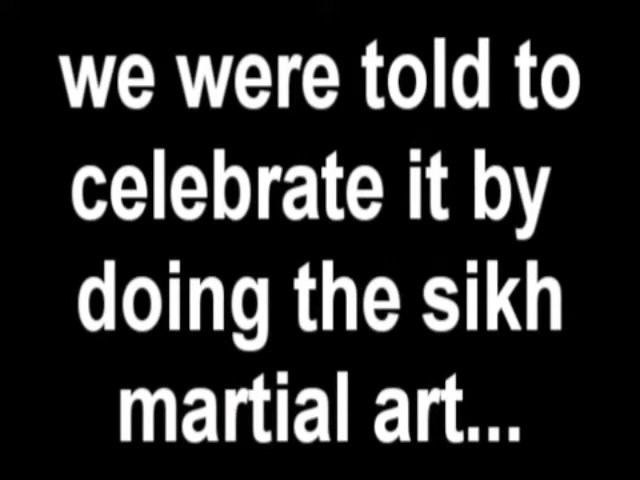 we were told to
celebrate it by
doing the sikh
martial art...